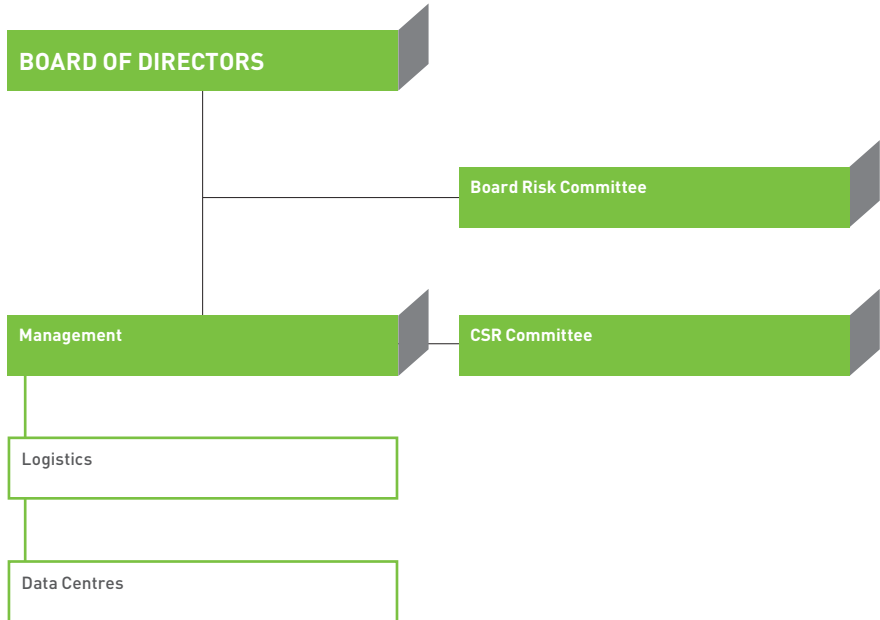 BOARD OF DIRECTORS
Board Risk Committee
Management
CSR Committee
Logistics
Data Centres